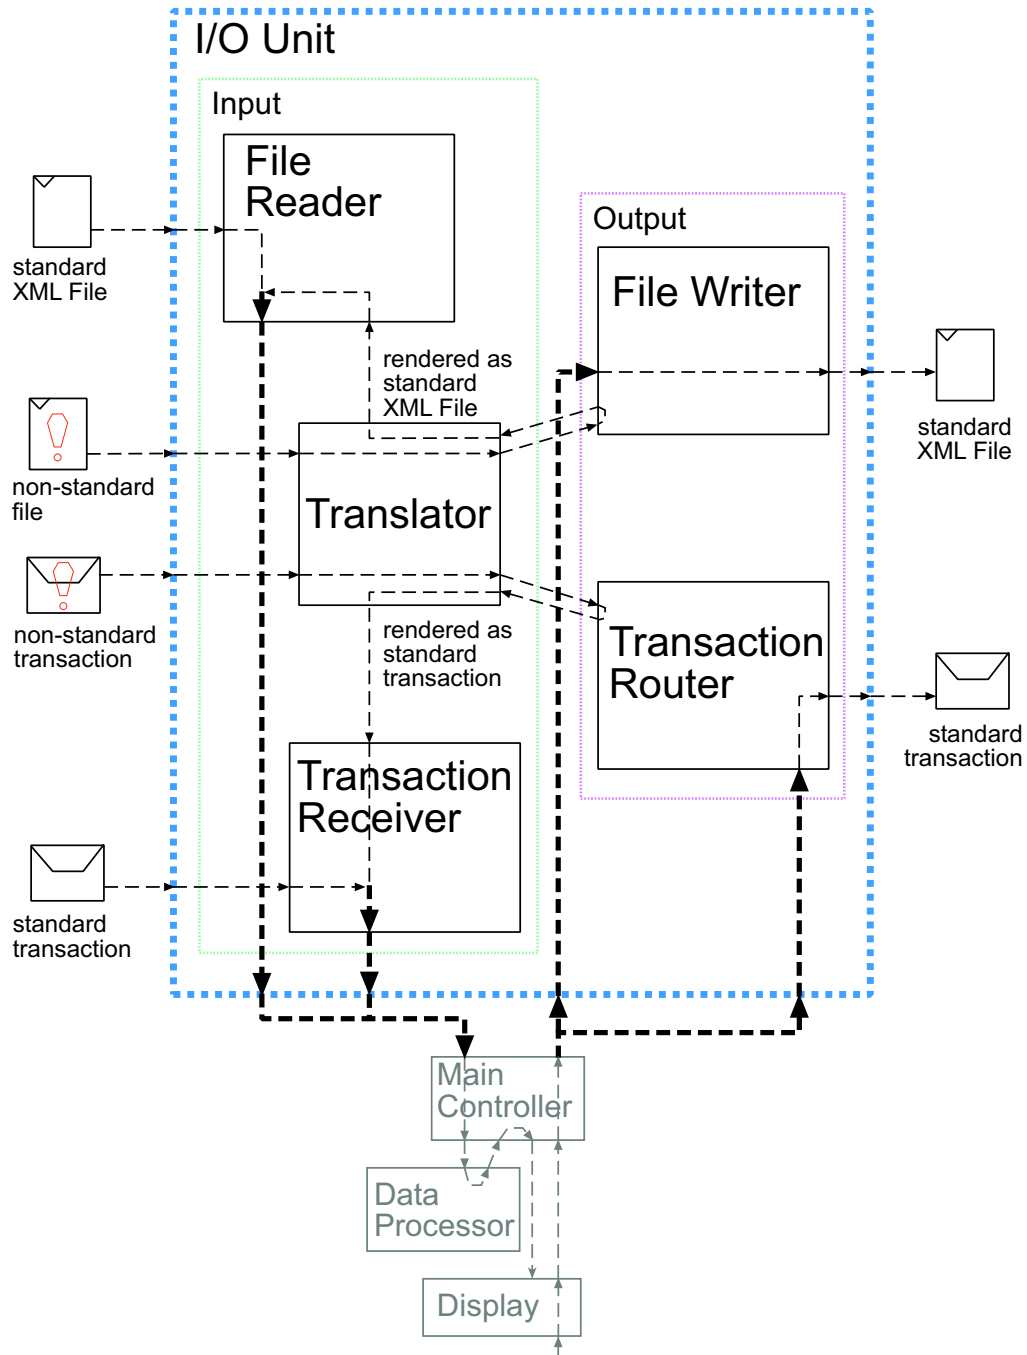 I/O Unit
Input
File
Reader
standard
XML File
Output
File Writer
rendered as
standard
XML File
standard
XML File
non-standard
file
Translator
non-standard
transaction
rendered as
standard
transaction
Transaction
Router
standard
transaction
Transaction
Receiver
standard
transaction
Main
Controller
Data
Processor
Display